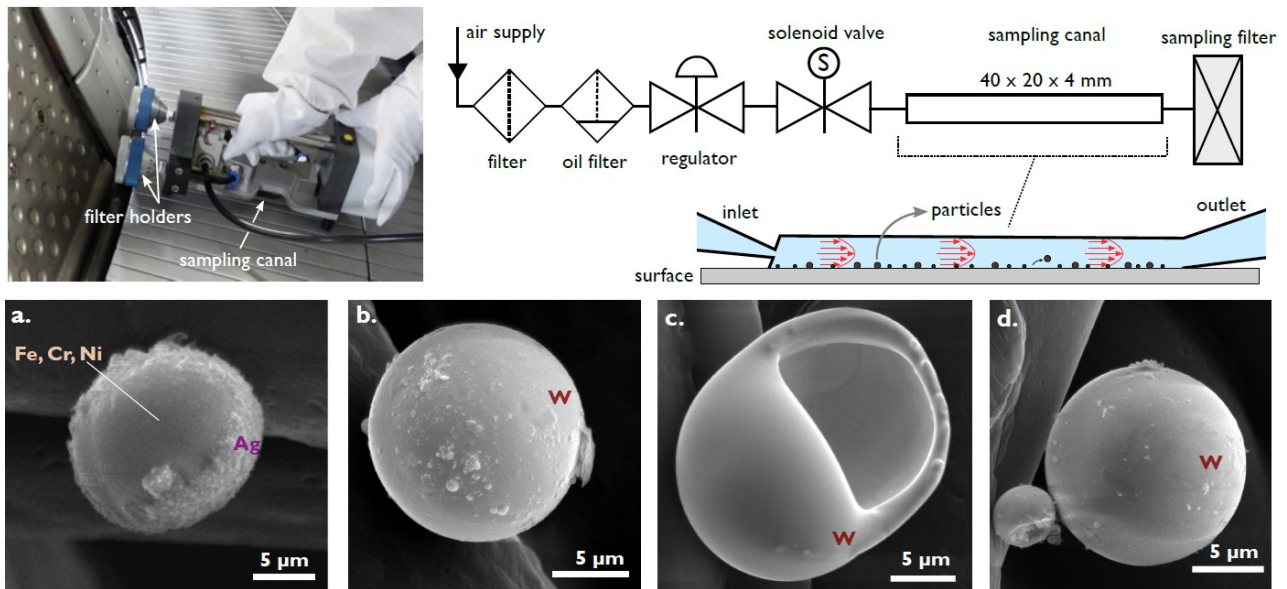 filter holders
sampling canal
air supply
solenoid valve
sampling canal
sampling filter
S
40 x 20 x 4 mm
filter
oil filter
regulator
inlet
particles
outlet
surface
a.
Fe, Cr, Ni
Ag
5 µm
b.
W
5 µm
c.
W
5 µm
d.
W
5 µm